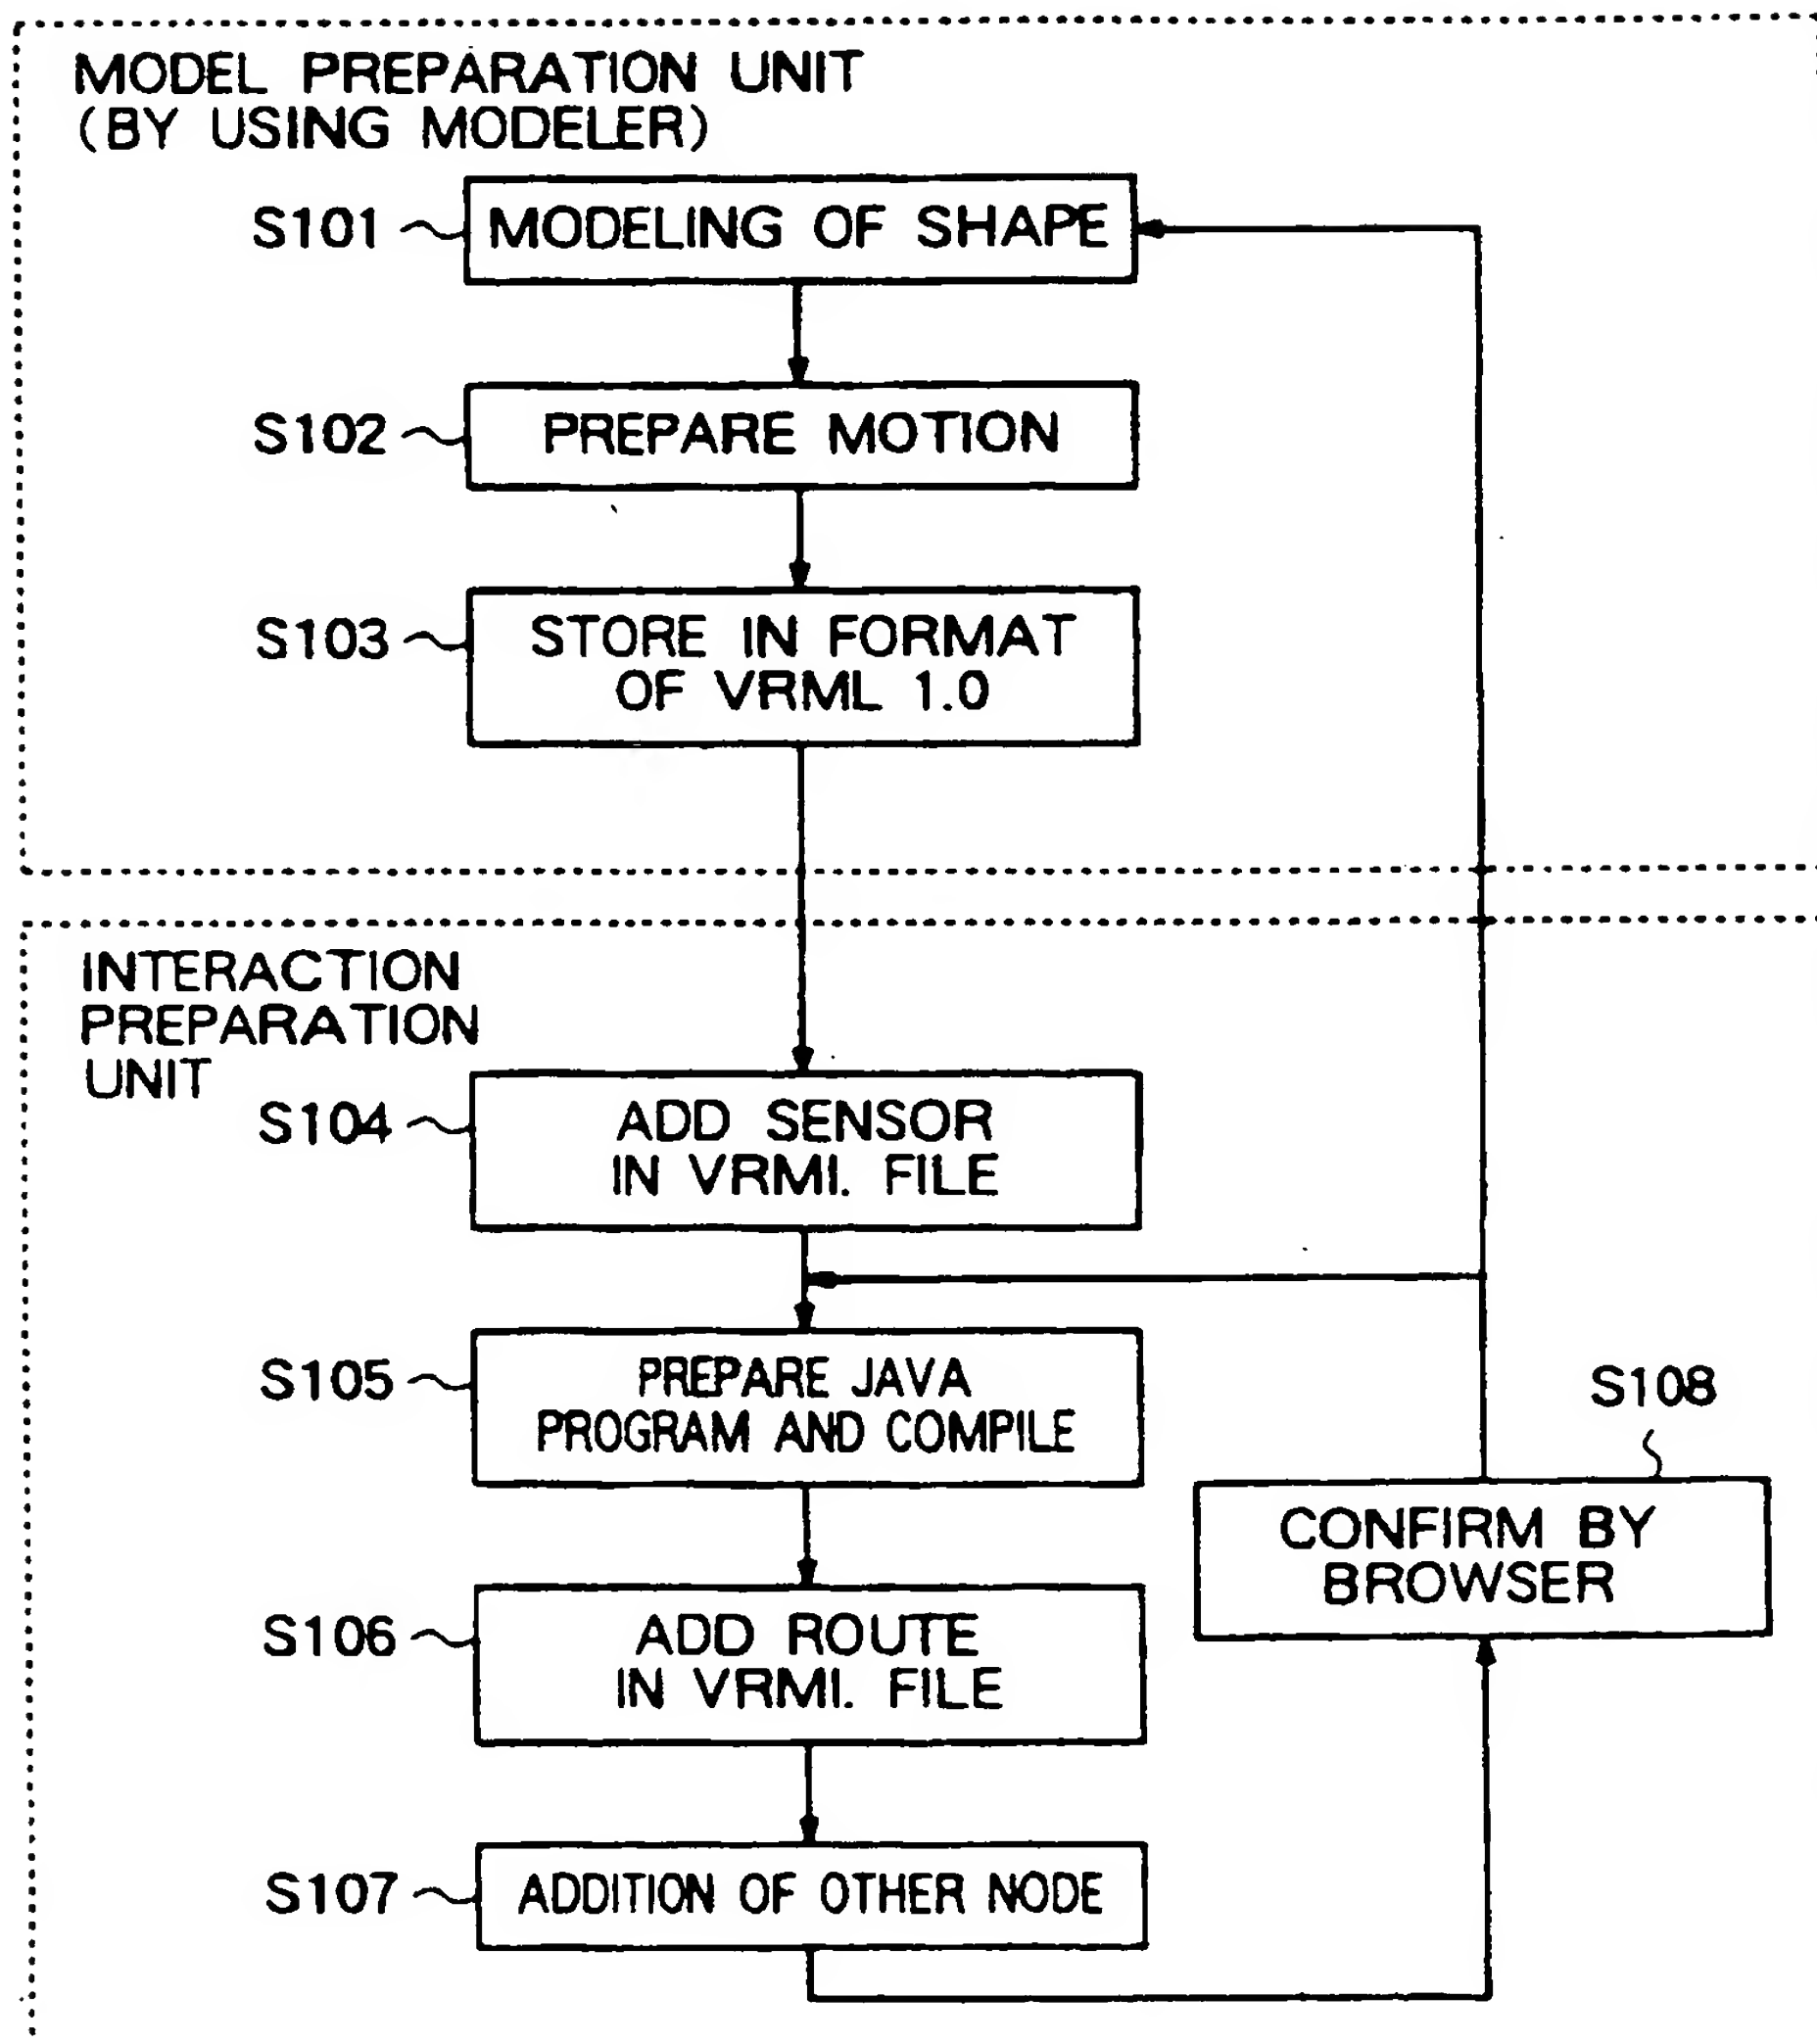 MODEL PREPARATION UNIT
(BY USING MODELER)
S101
MODELING OF SHAPE
S102
PREPARE MOTION
S103
STORE IN FORMAT
OF VRML 1.0
INTERACTION
PREPARATION
UNIT
S104
ADD SENSOR
IN VRMI. FILE
S105
PREPARE JAVA
PROGRAM AND COMPILE
S108
CONFIRM BY
BROWSER
S106
ADD ROUTE
IN VRMI. FILE
S107
ADDITION OF OTHER NODE